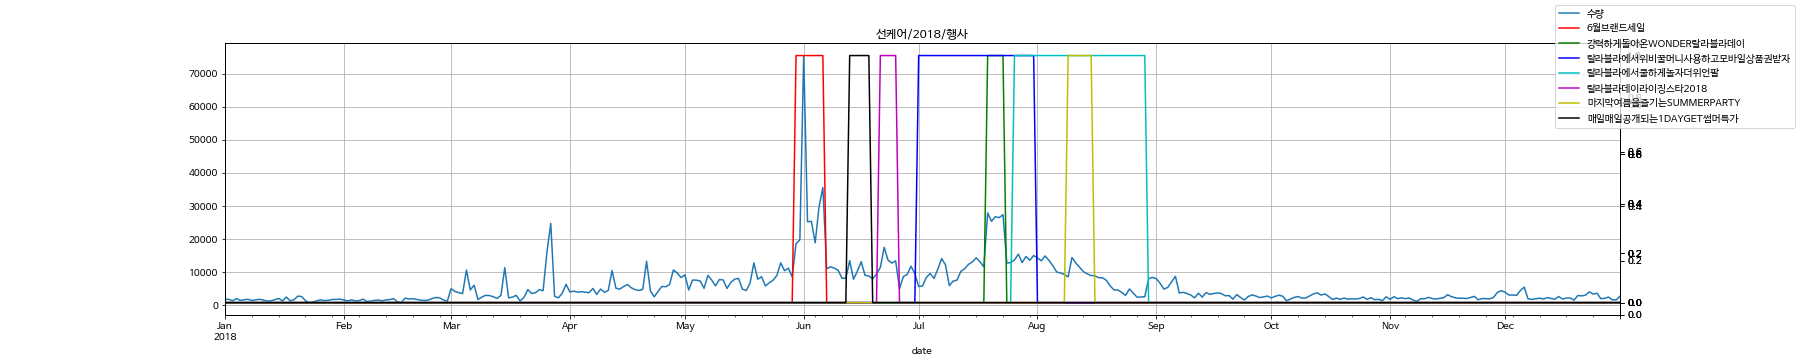 선케어/2018/행사
수량
6월브랜드세일
강력하게돌아온WONDER랄라블라데이
랄라블라에서위비꿀머니사용하고모바일상품권받자
랄라블라에서쿨하게놀자더위언팔
랄라블라데이라이징스타2018
마지막여름을즐기는SUMMERPARTY
매일매일공개되는1DAYGET썸머특가
70000
60000
50000
40000
30000
20000
10000
0
0.6
0.4
0.2
0.2
0.0
0.0
Jan Feb Mar Apr May Jun Jul Aug Sep Oct Nov Dec
2018
date